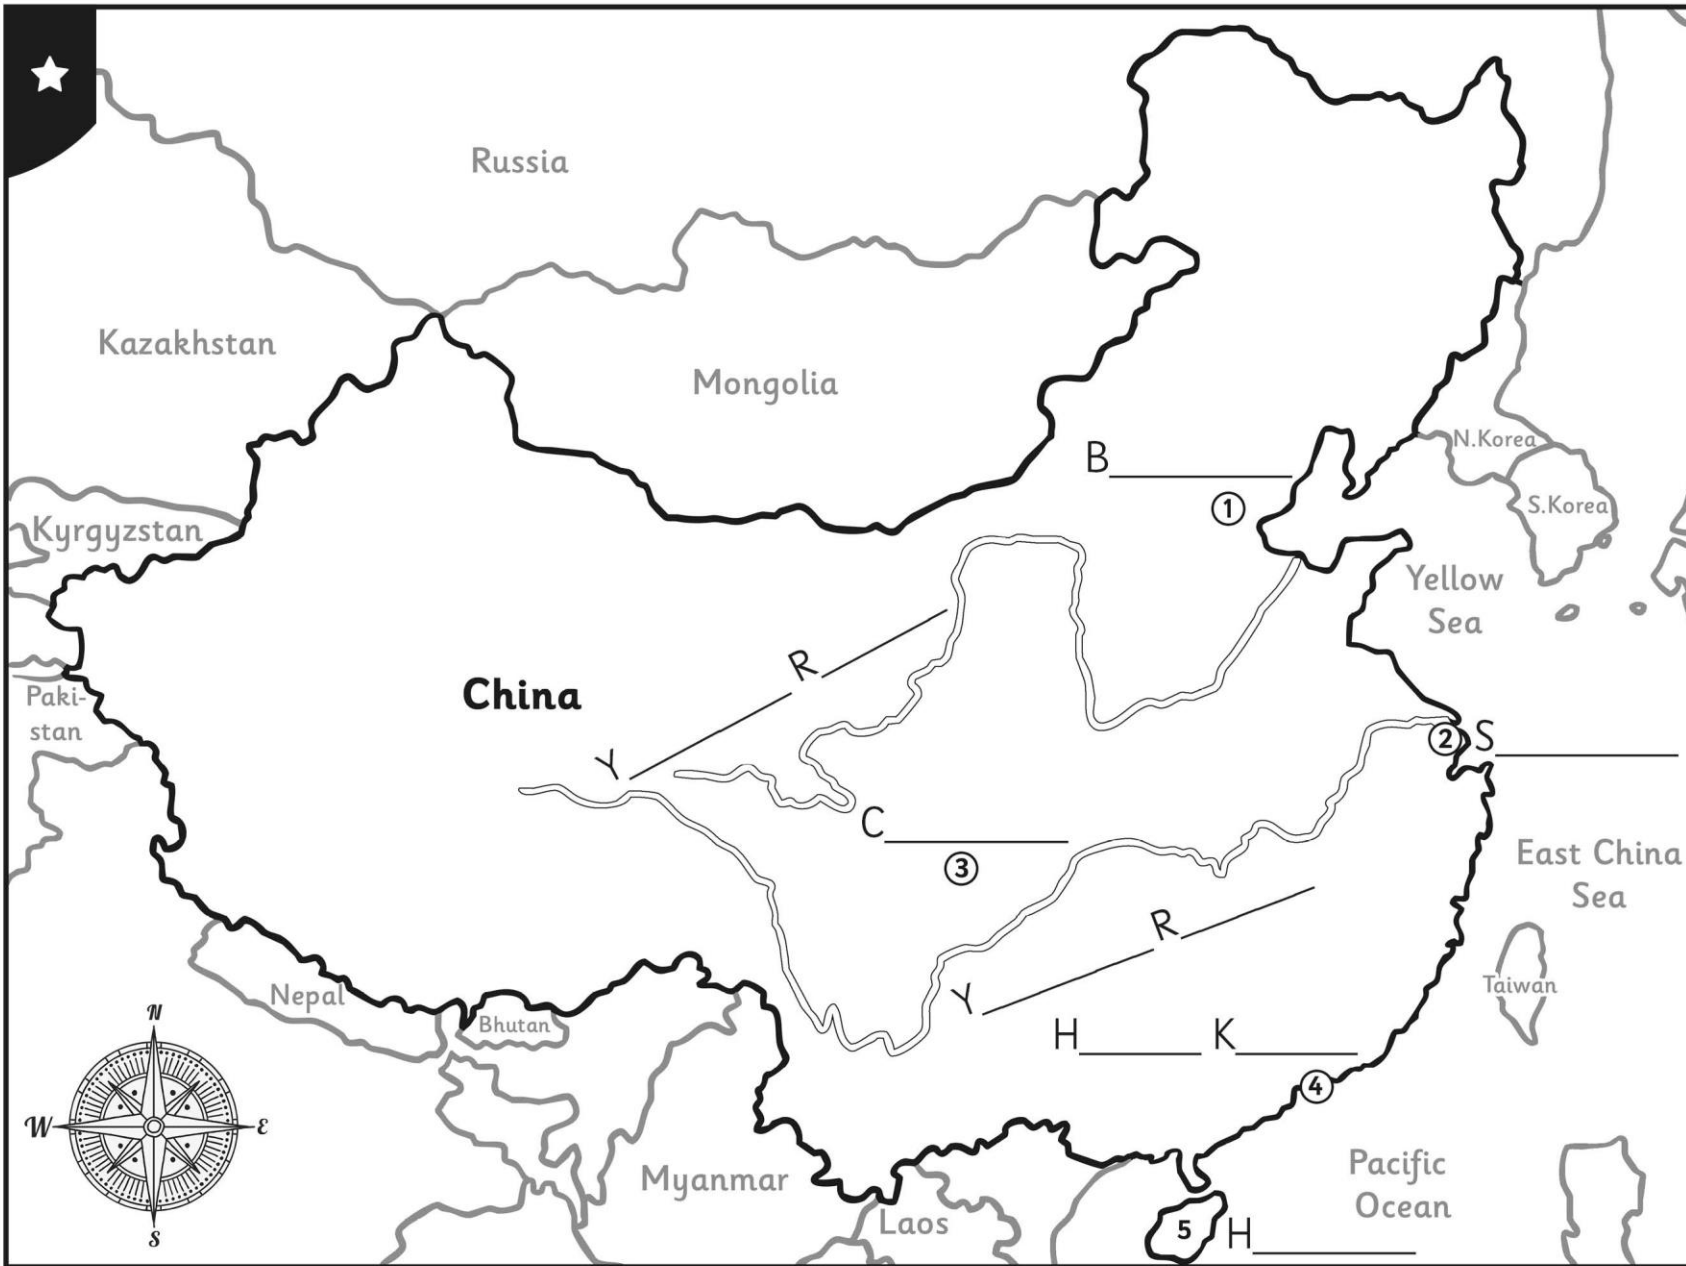 Russia
Kazakhstan
Mongolia
N.Korea
B
①
S.Korea
Kyrgyzstan
Yellow
Sea
R
China
Paki-
stan
② S
Y
C
③
East China
Sea
R
Taiwan
Nepal
Y
N
Bhutan
H K
④
W E
Pacific
Ocean
Myanmar
Laos
5 H
S